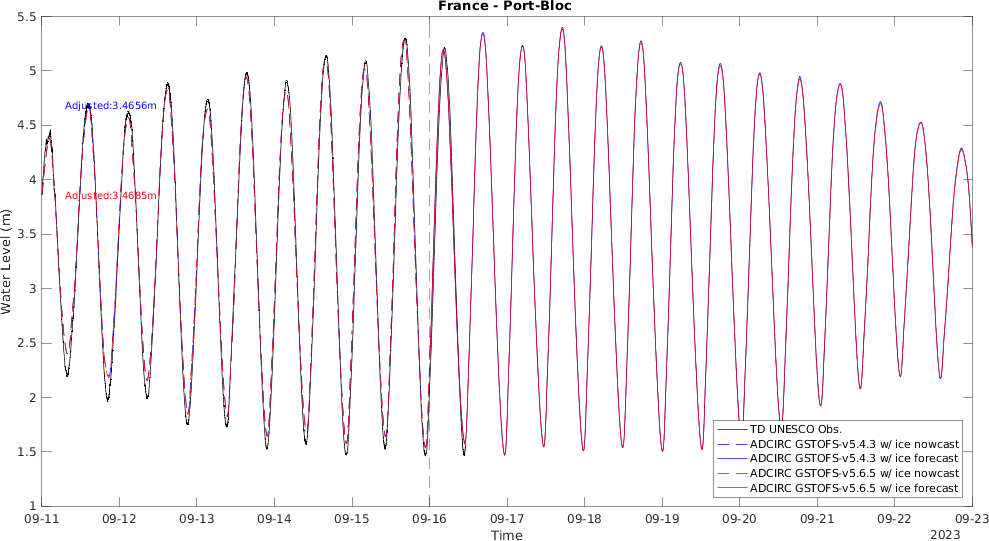 France - Port-Bloc
5.5
5
4.5
4
3.5
3
2.5
2
1.5
1
Water Level (m)
Adjusted:3.4656m
Adjusted:3.4685m
TD UNESCO Obs.
ADCIRC GSTOFS-v5.4.3 w/ ice nowcast
ADCIRC GSTOFS-v5.4.3 w/ ice forecast
ADCIRC GSTOFS-v5.6.5 w/ ice nowcast
ADCIRC GSTOFS-v5.6.5 w/ ice forecast
09-11 09-12 09-13 09-14 09-15 09-16 09-17 09-18 09-19 09-20 09-21 09-22 09-23
Time
2023